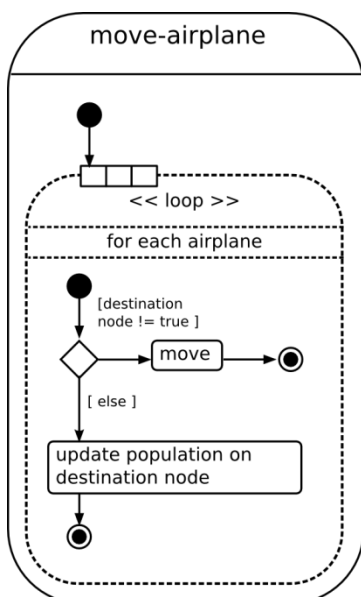 move-airplane
<< loop >>
for each airplane
[destination
node != true ]
move
[ else ]
update population on
destination node